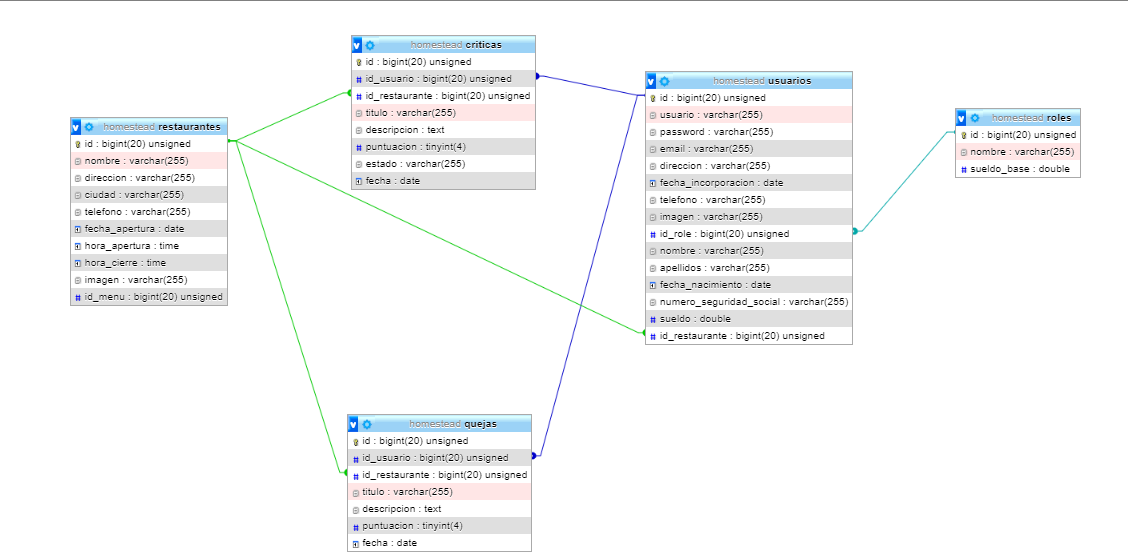 homestead restaurantes
id : bigint(20) unsigned
nombre : varchar(255)
direccion : varchar(255)
ciudad : varchar(255)
telefono : varchar(255)
fecha_apertura : date
hora_apertura : time
hora_cierre : time
imagen : varchar(255)
id_menu : bigint(20) unsigned
homestead criticas
id : bigint(20) unsigned
id_usuario : bigint(20) unsigned
id_restaurante : bigint(20) unsigned
titulo : varchar(255)
descripcion : text
puntuacion : tinyint(4)
estado : varchar(255)
fecha : date
homestead quejas
id : bigint(20) unsigned
id_usuario : bigint(20) unsigned
id_restaurante : bigint(20) unsigned
titulo : varchar(255)
descripcion : text
puntuacion : tinyint(4)
fecha : date
homestead usuarios
id : bigint(20) unsigned
usuario : varchar(255)
password : varchar(255)
email : varchar(255)
direccion : varchar(255)
fecha_incorporacion : date
telefono : varchar(255)
imagen : varchar(255)
id_role : bigint(20) unsigned
nombre : varchar(255)
apellidos : varchar(255)
fecha_nacimiento : date
numero_seguridad_social : varchar(255)
sueldo : double
id_restaurante : bigint(20) unsigned
homestead roles
id : bigint(20) unsigned
nombre : varchar(255)
sueldo_base : double